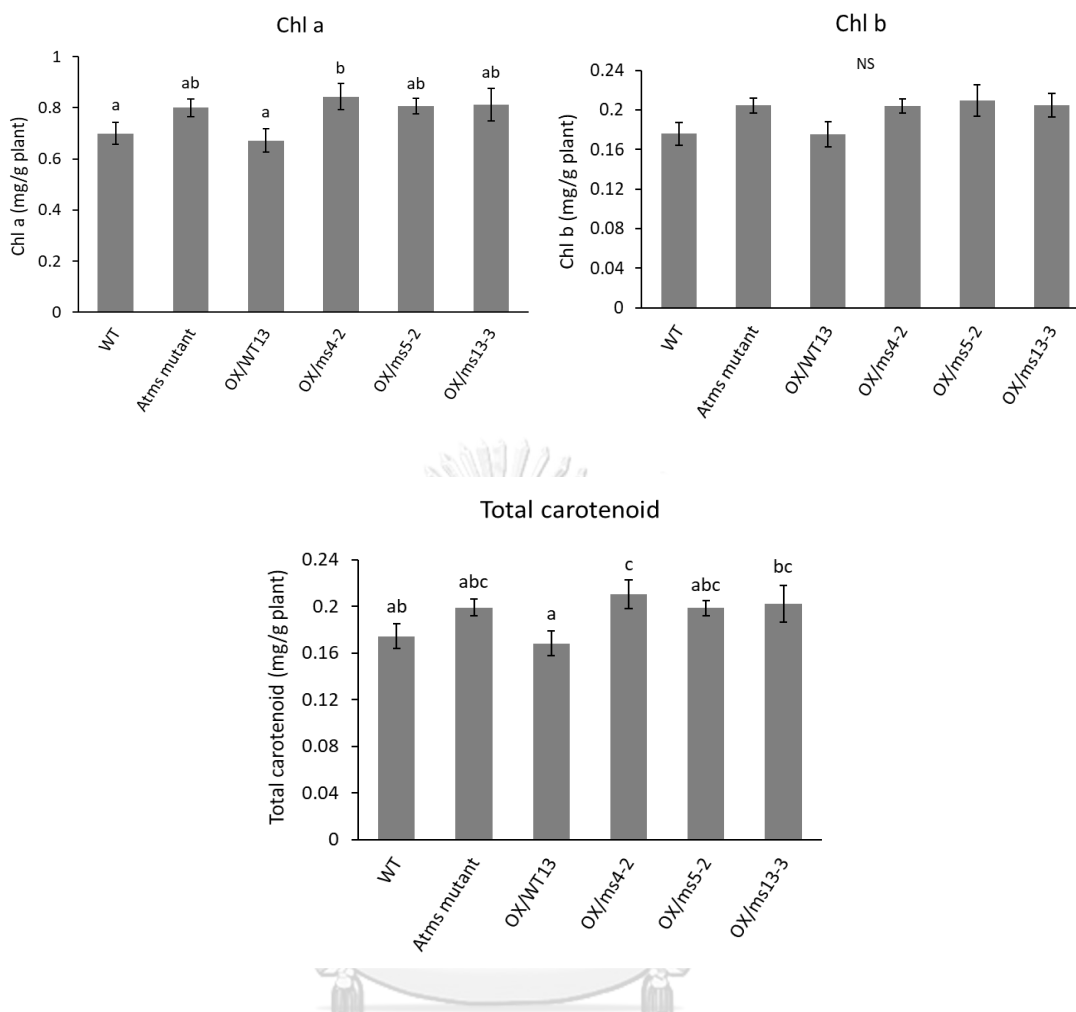 Chl a
Chl a (mg/g plant)
1
0.8
0.6
0.4
0.2
0
a
ab
a
b
ab
ab
WT
Atms mutant
OX/WT13
OX/ms4-2
OX/ms5-2
OX/ms13-3
Chl b
NS
Chl b (mg/g plant)
0.24
0.2
0.16
0.12
0.08
0.04
0
WT
Atms mutant
OX/WT13
OX/ms4-2
OX/ms5-2
OX/ms13-3
Total carotenoid
Total carotenoid (mg/g plant)
0.24
0.2
0.16
0.12
0.08
0.04
0
ab
abc
a
c
abc
bc
WT
Atms mutant
OX/WT13
OX/ms4-2
OX/ms5-2
OX/ms13-3